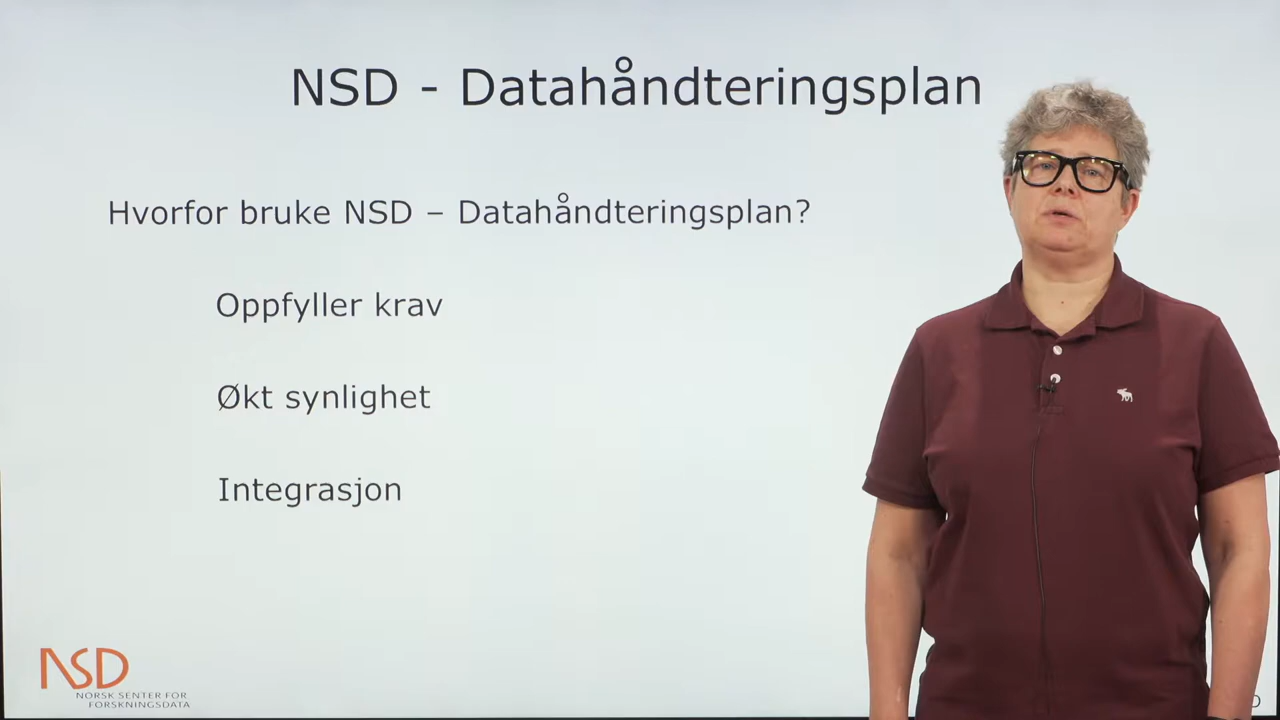 NSD - Datahåndteringsplan
Hvorfor bruke NSD – Datahåndteringsplan?
Oppfyller krav
Økt synlighet
Integrasjon
NSD
NORSK SENTER FOR
FORSKNINGSDATA